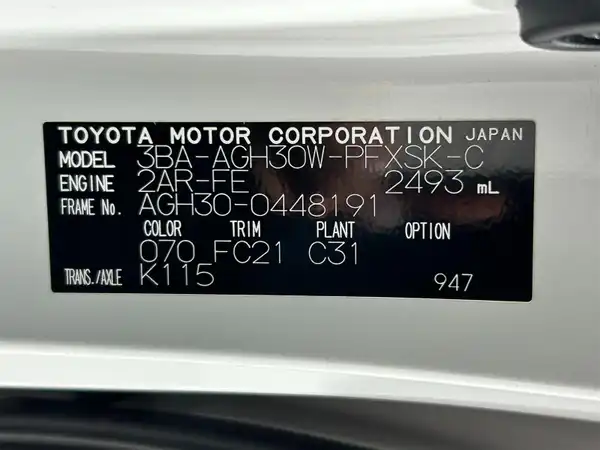 TOYOTA MOTOR CORPORATION JAPAN
MODEL 3BA-AGH30W-PFXSK-C
ENGINE 2AR-FE 2493 mL
FRAME No. AGH30-0448191
COLOR TRIM PLANT OPTION
070 FC21 C31
TRANS./AXLE K115 947